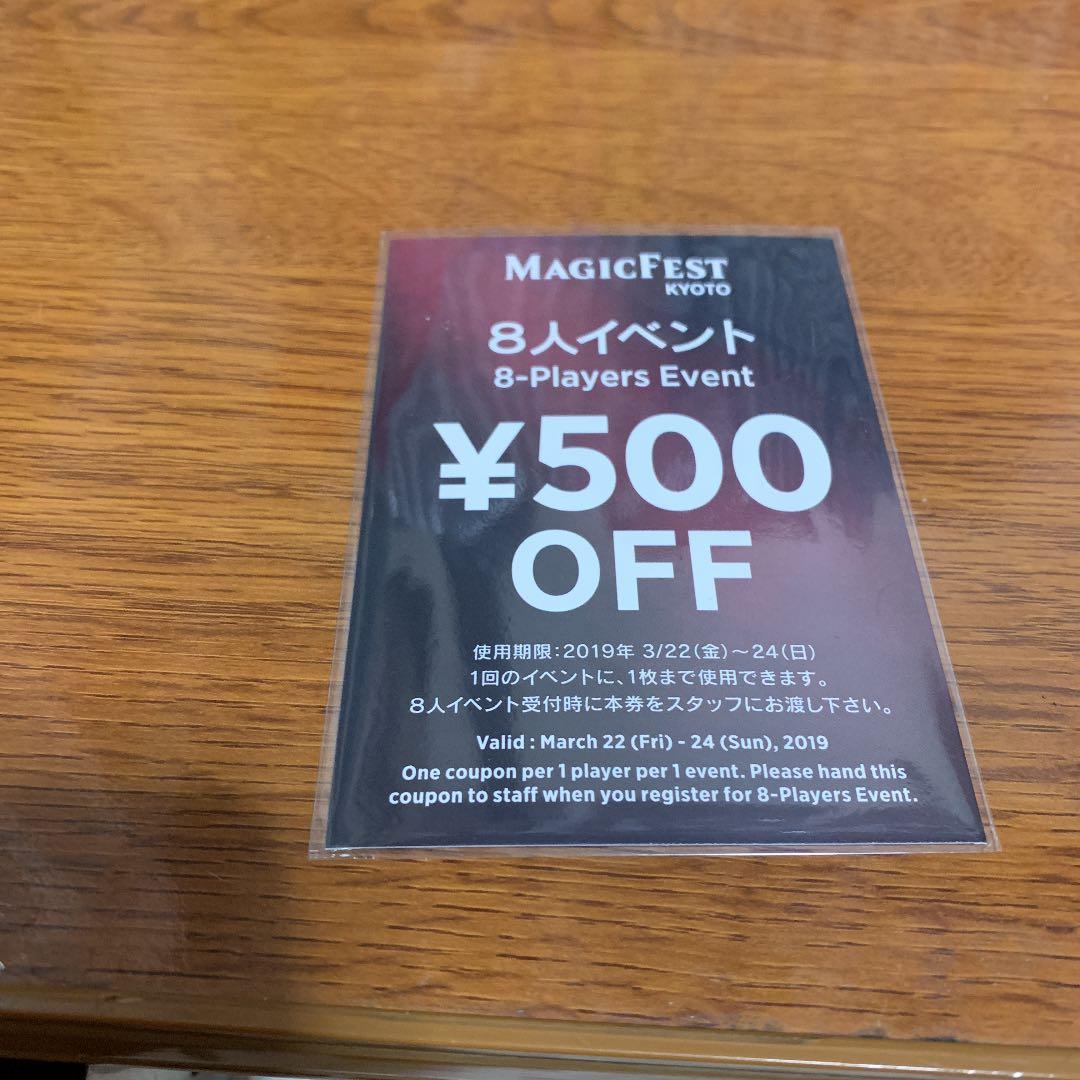 MAGICFEST
KYOTO
8人イベント
8-Players Event
¥500
OFF
使用期限:2019年 3/22(金)～24(日)
1回のイベントに、1枚まで使用できます。
8人イベント受付時に本券をスタッフにお渡し下さい。
Valid : March 22 (Fri) - 24 (Sun), 2019
One coupon per 1 player per 1 event. Please hand this
coupon to staff when you register for 8-Players Event.